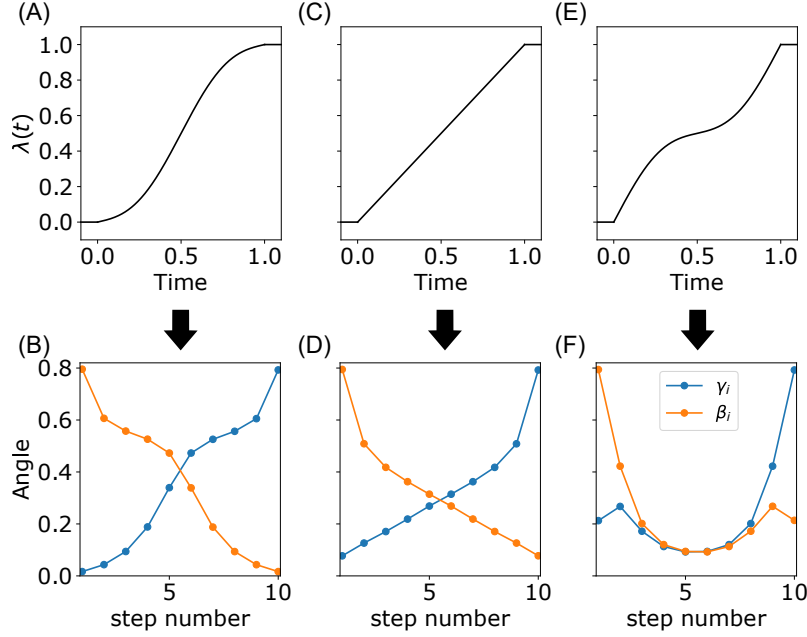 (A)
1.0
0.8
0.6
0.4
0.2
0.0
λ(t)
0.0 0.5 1.0
Time
(C)
0.0 0.5 1.0
Time
(E)
0.0 0.5 1.0
Time
(B)
0.8
0.6
0.4
0.2
0.0
Angle
5 10
step number
(D)
5 10
step number
(F)
γᵢ
βᵢ
5 10
step number